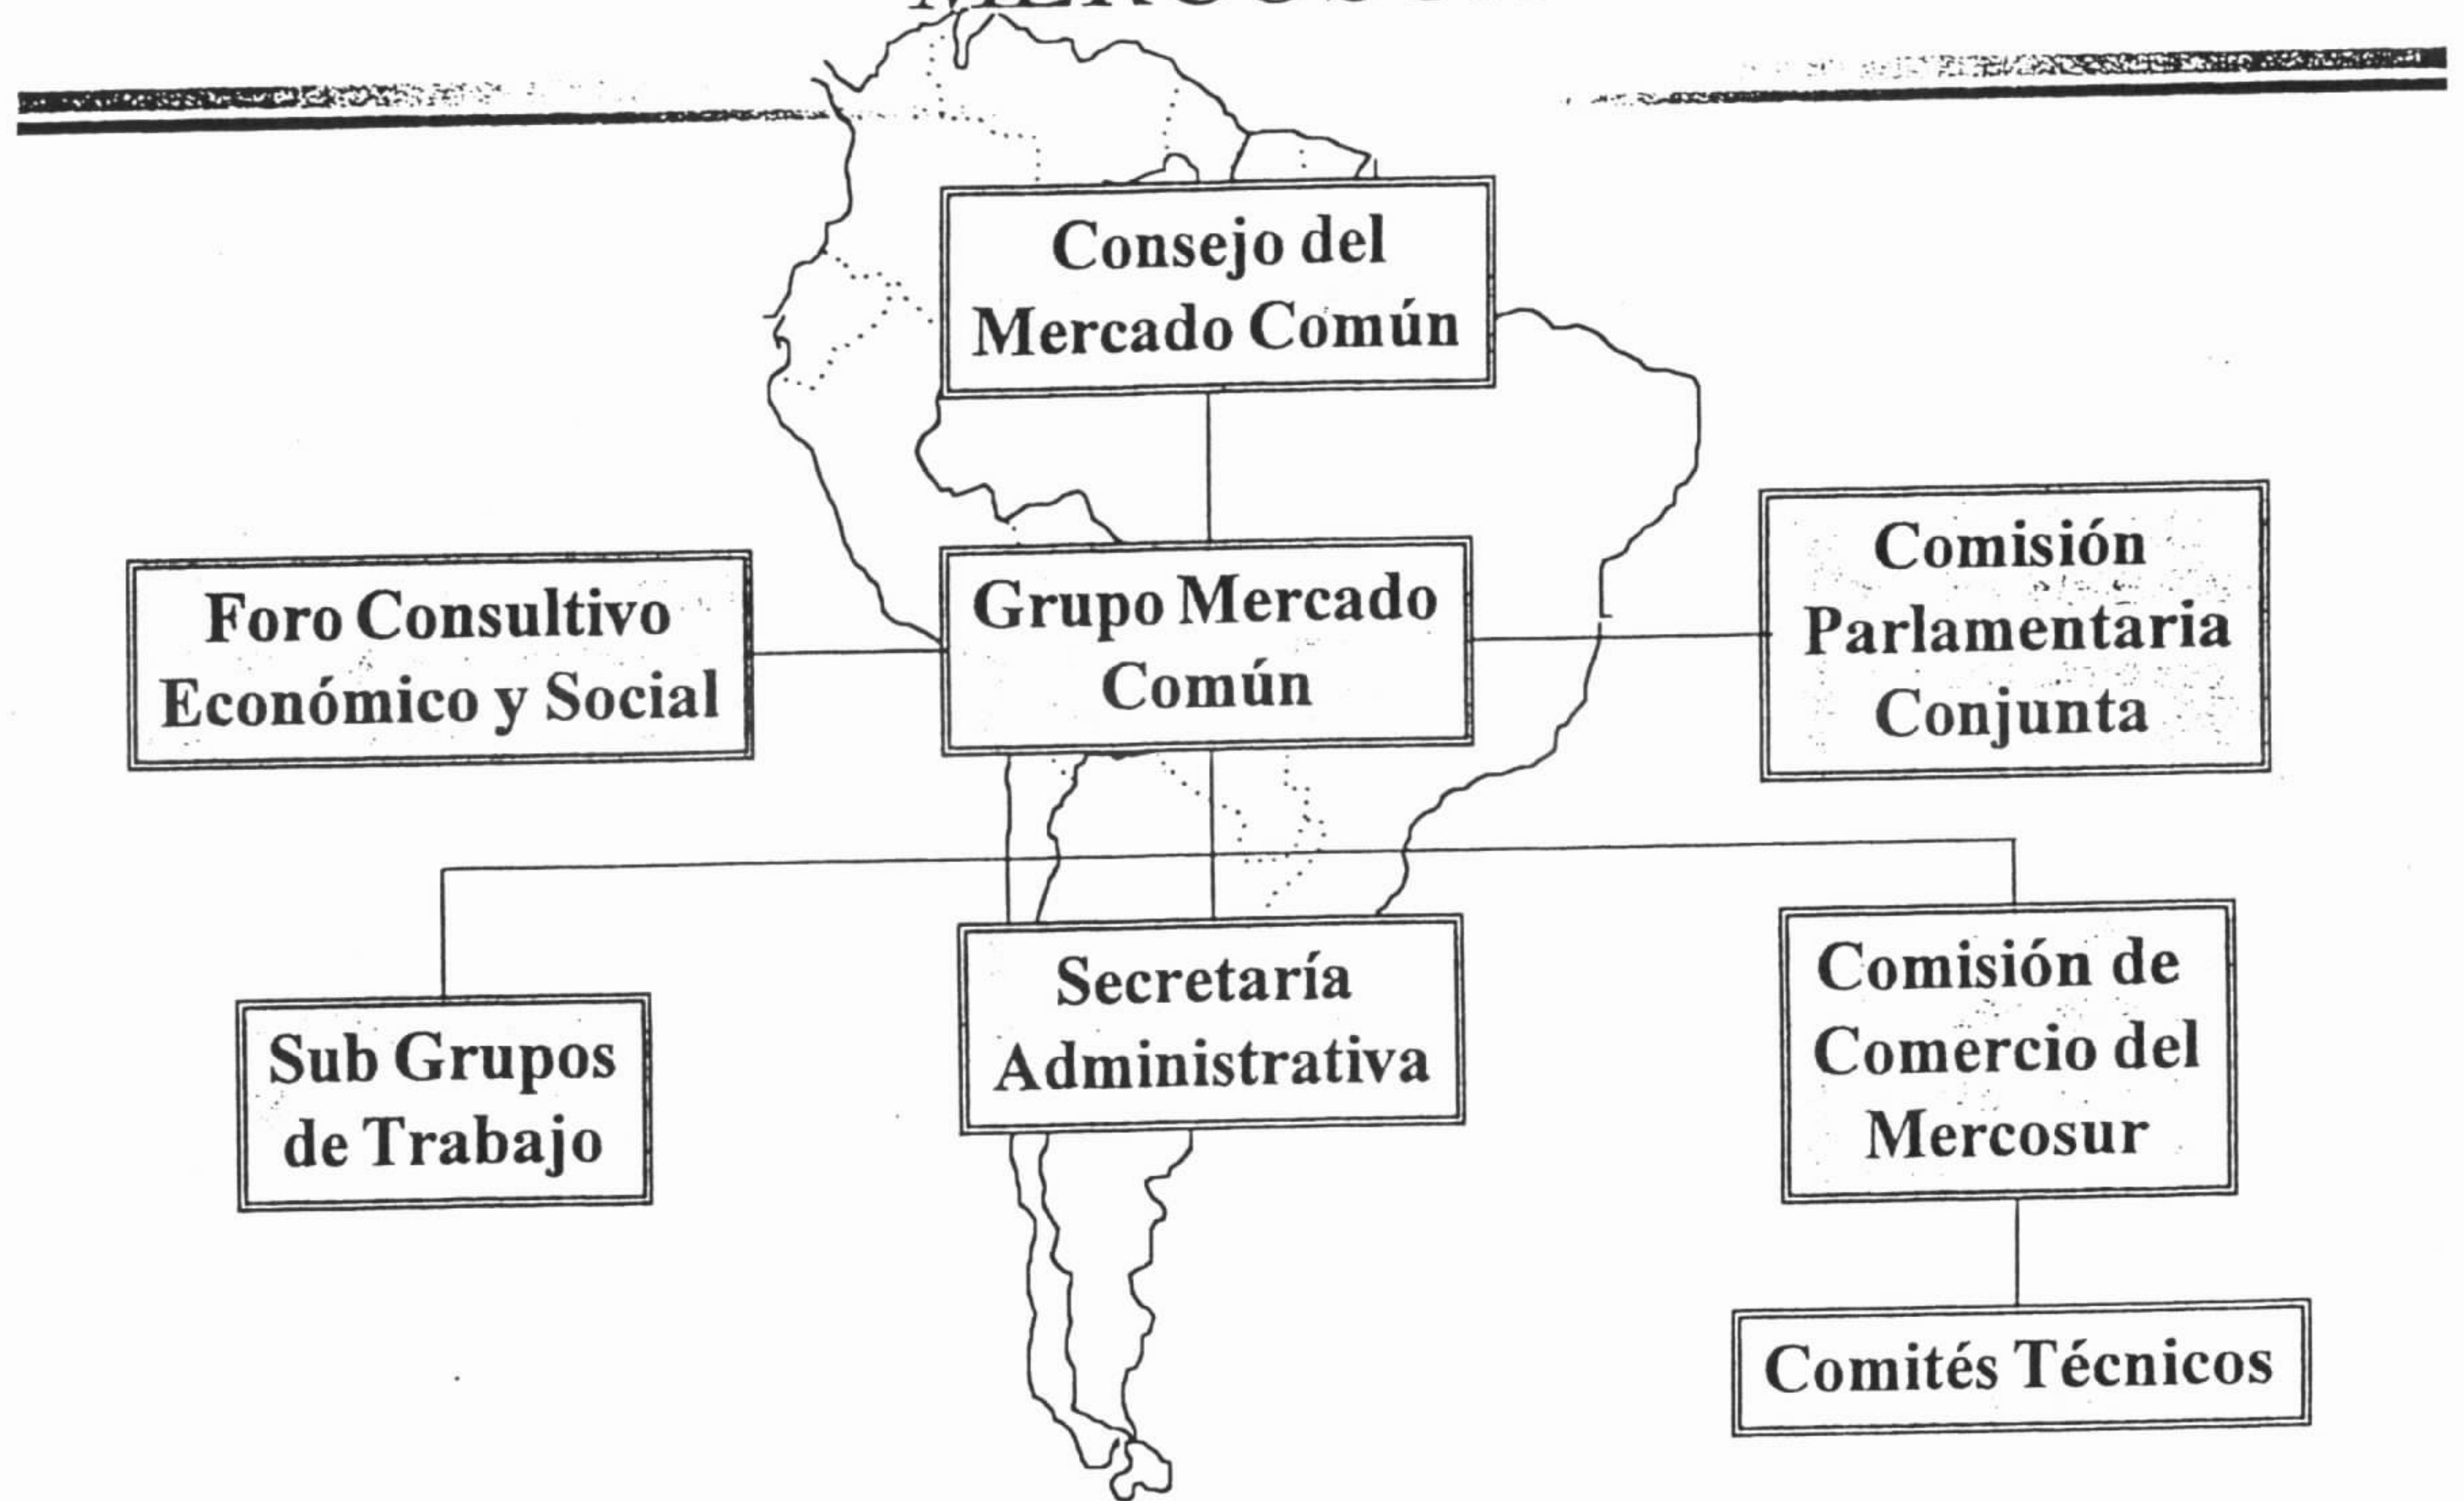 Consejo del
Mercado Común
Foro Consultivo
Económico y Social
Grupo Mercado
Común
Comisión
Parlamentaria
Conjunta
Sub Grupos
de Trabajo
Secretaría
Administrativa
Comisión de
Comercio del
Mercosur
Comités Técnicos